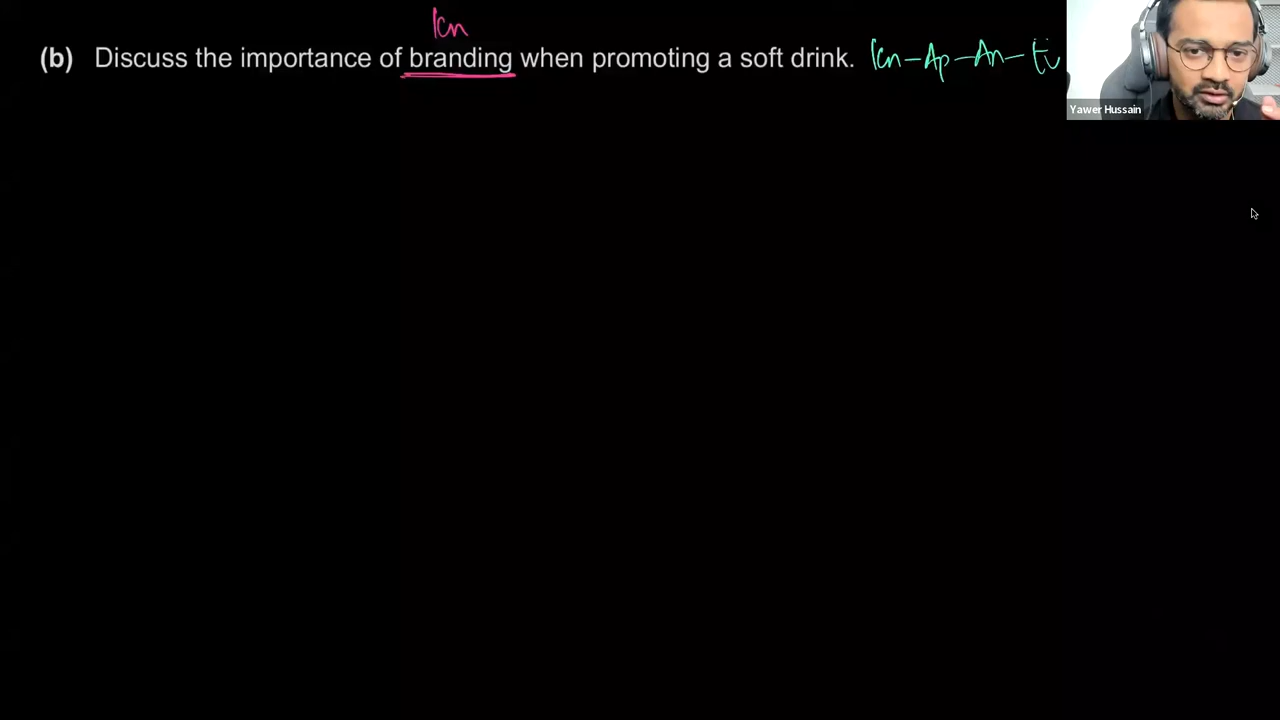 kn
(b) Discuss the importance of branding when promoting a soft drink. kn-Ap-An-Ev
Yawer Hussain